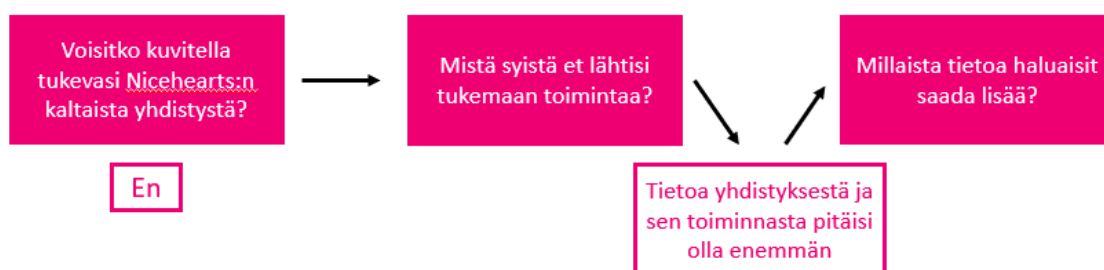 Voisitko kuvitella
tukevasi Nicehearts:n
kaltaista yhdistystä?
En
Mistä syistä et lähtisi
tukemaan toimintaa?
Tietoa yhdistyksestä ja
sen toiminnasta pitäisi
olla enemmän
Millaista tietoa haluaisit
saada lisää?